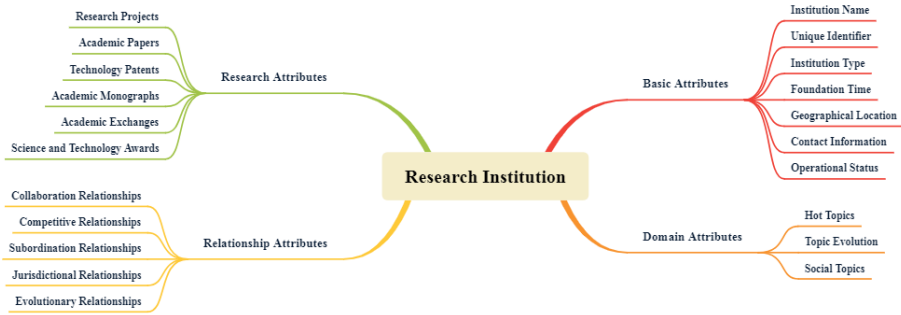 Research Institution
Research Attributes
Research Projects
Academic Papers
Technology Patents
Academic Monographs
Academic Exchanges
Science and Technology Awards
Relationship Attributes
Collaboration Relationships
Competitive Relationships
Subordination Relationships
Jurisdictional Relationships
Evolutionary Relationships
Basic Attributes
Institution Name
Unique Identifier
Institution Type
Foundation Time
Geographical Location
Contact Information
Operational Status
Domain Attributes
Hot Topics
Topic Evolution
Social Topics